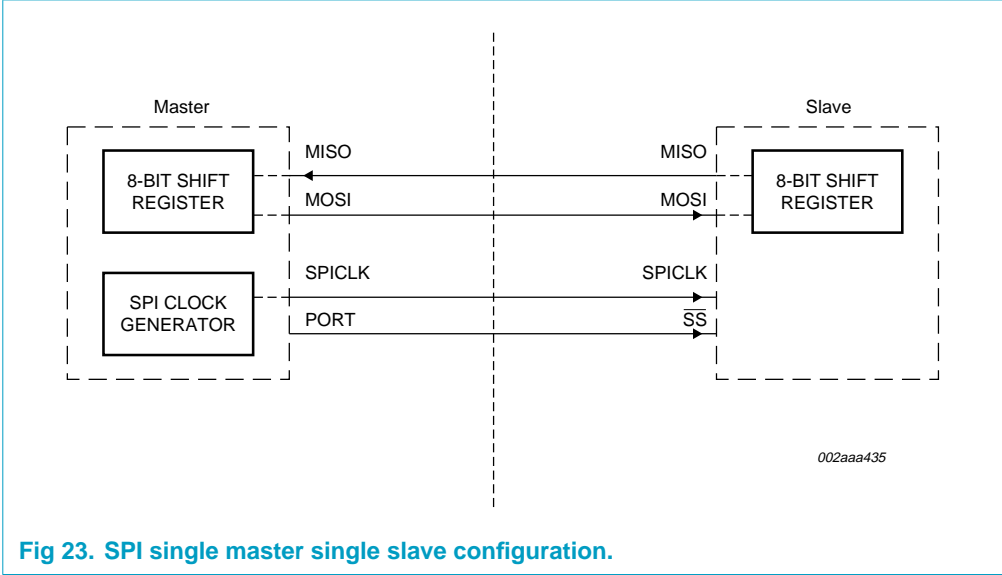 Master
Slave
8-BIT SHIFT
REGISTER
MISO
MISO
8-BIT SHIFT
REGISTER
MOSI
MOSI
SPI CLOCK
GENERATOR
SPICLK
SPICLK
PORT
S̅S̅
002aaa435
Fig 23. SPI single master single slave configuration.